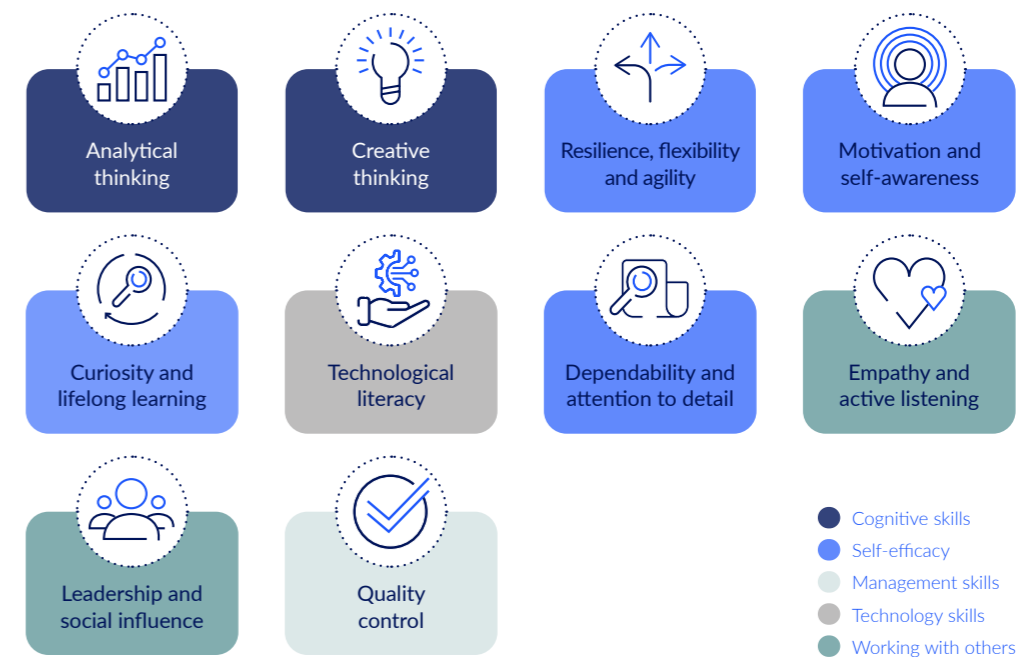 Analytical
thinking
Creative
thinking
Resilience, flexibility
and agility
Motivation and
self-awareness
Curiosity and
lifelong learning
Technological
literacy
Dependability and
attention to detail
Empathy and
active listening
Leadership and
social influence
Quality
control
Cognitive skills
Self-efficacy
Management skills
Technology skills
Working with others